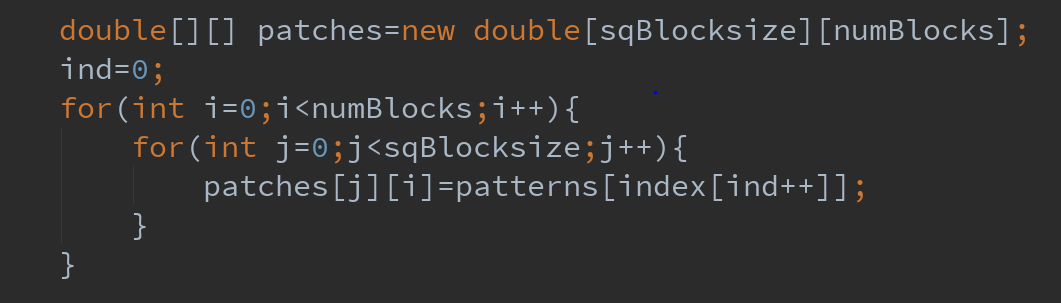 double[][] patches=new double[sqBlocksize][numBlocks];
ind=0;
for(int i=0;i<numBlocks;i++){
    for(int j=0;j<sqBlocksize;j++){
        patches[j][i]=patterns[index[ind++]];
    }
}